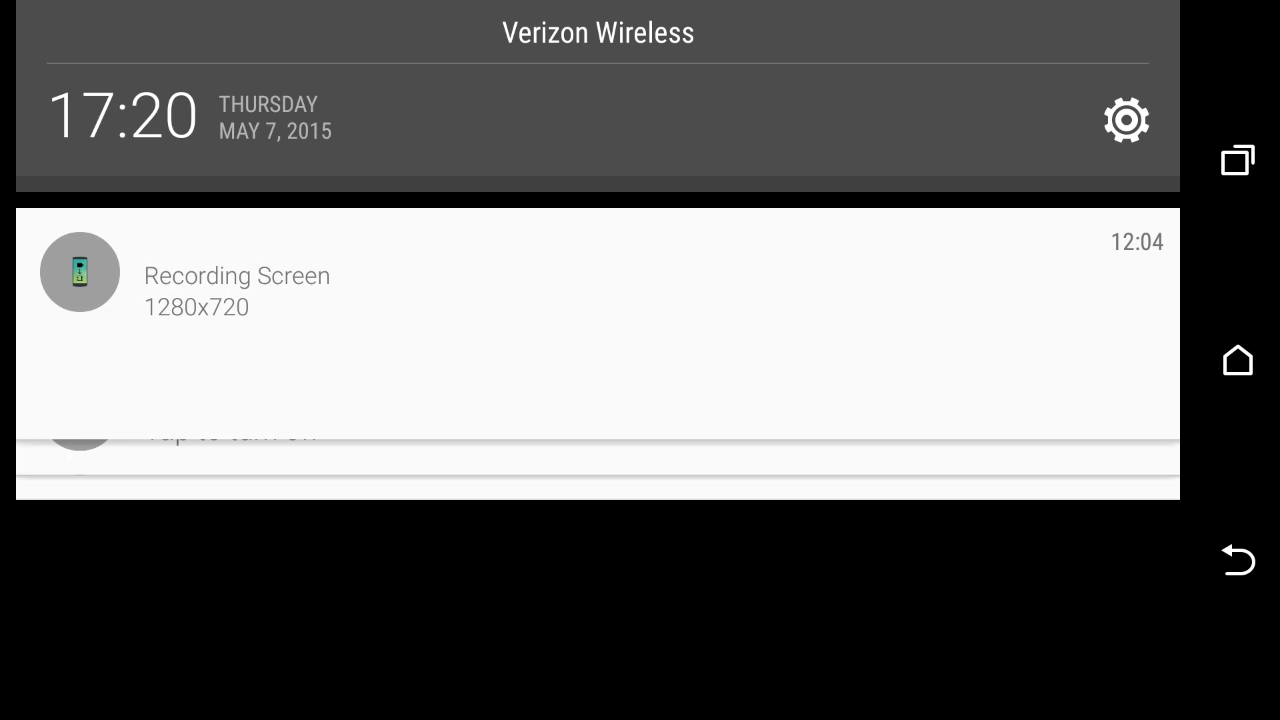 Verizon Wireless
17:20
THURSDAY
MAY 7, 2015
12:04
Recording Screen
1280x720